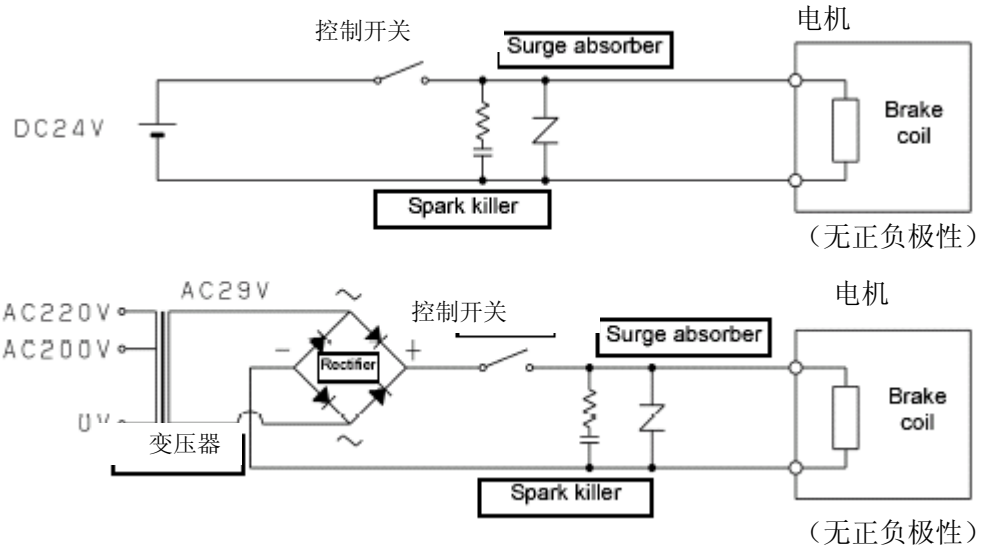 电机
控制开关
Surge absorber
DC24V
Brake
coil
Spark killer
（无正负极性）
AC29V
电机
AC220V
控制开关
Surge absorber
AC200V
－
Rectifier
＋
Brake
coil
0V
变压器
Spark killer
（无正负极性）